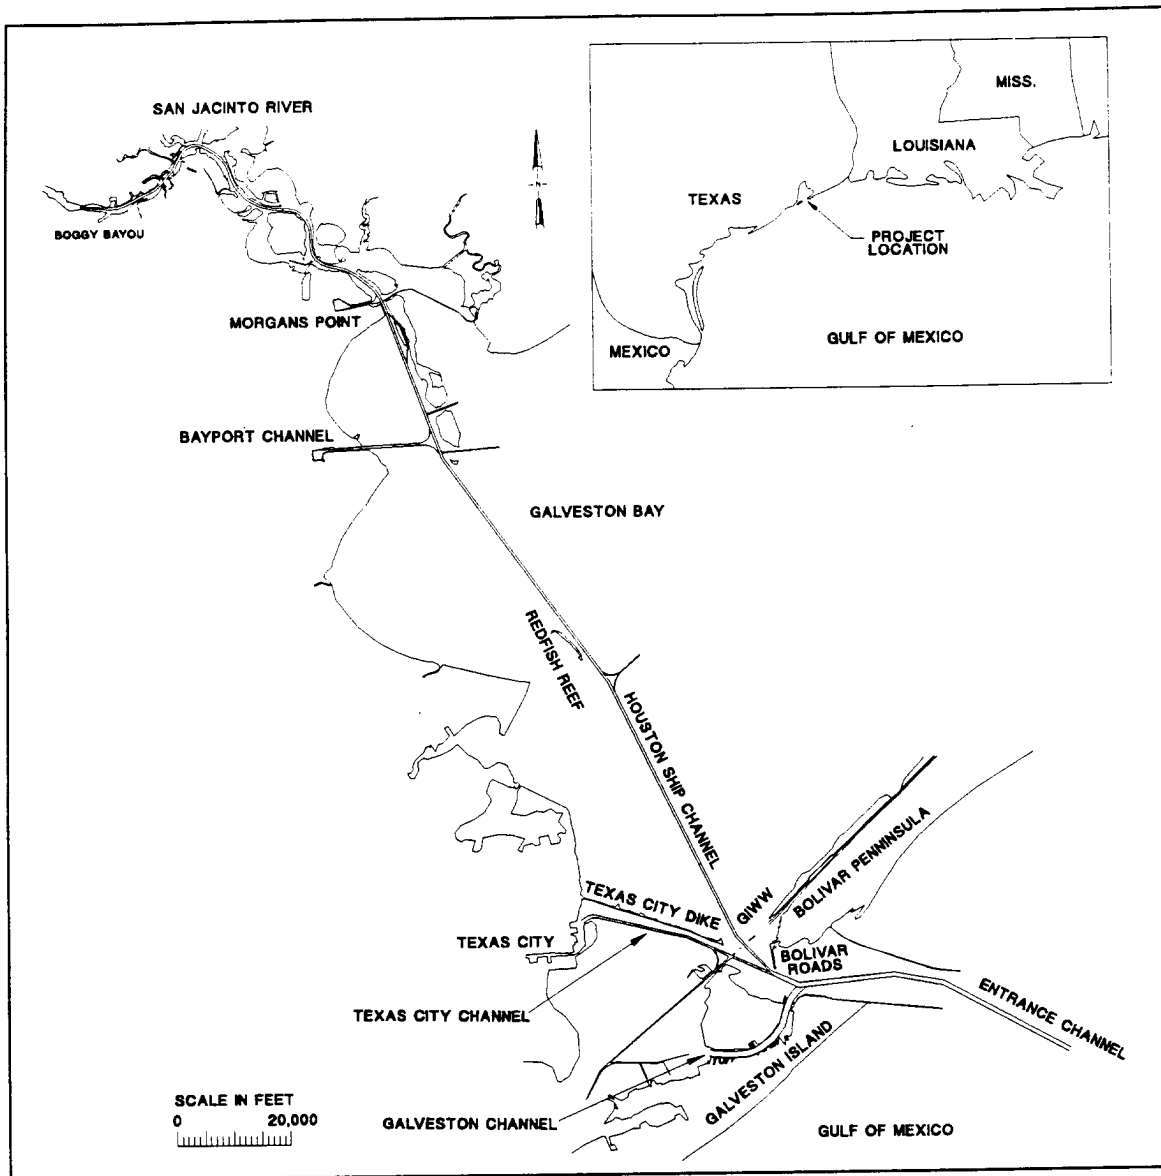 SAN JACINTO RIVER
BOGGY BAYOU
N
MISS.
LOUISIANA
TEXAS
PROJECT
LOCATION
MEXICO
GULF OF MEXICO
MORGANS POINT
BAYPORT CHANNEL
GALVESTON BAY
REDFISH REEF
HOUSTON SHIP CHANNEL
TEXAS CITY DIKE
GIWW
BOLIVAR PENNINSULA
TEXAS CITY
BOLIVAR
ROADS
TEXAS CITY CHANNEL
ENTRANCE CHANNEL
GALVESTON ISLAND
SCALE IN FEET
0 20,000
GALVESTON CHANNEL
GULF OF MEXICO